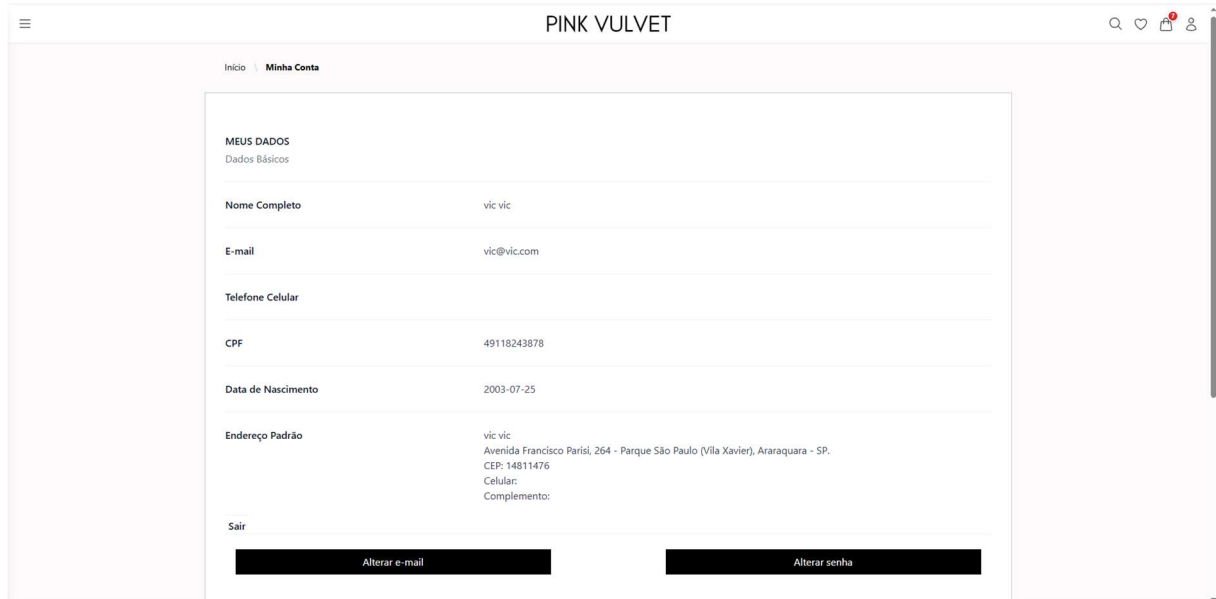 PINK VULVET
7
Início \ Minha Conta
MEUS DADOS
Dados Básicos
Nome Completo vic vic
E-mail vic@vic.com
Telefone Celular
CPF 49118243878
Data de Nascimento 2003-07-25
Endereço Padrão vic vic
Avenida Francisco Parisi, 264 - Parque São Paulo (Vila Xavier), Araraquara - SP.
CEP: 14811476
Celular:
Complemento:
Sair
Alterar e-mail Alterar senha